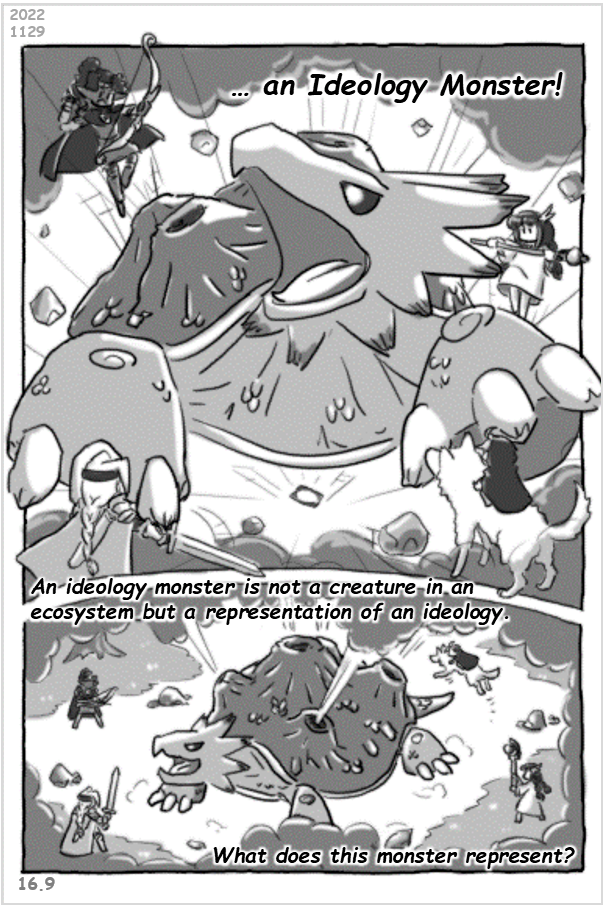 2022
1129
... an Ideology Monster!
An ideology monster is not a creature in an
ecosystem but a representation of an ideology.
What does this monster represent?
16.9